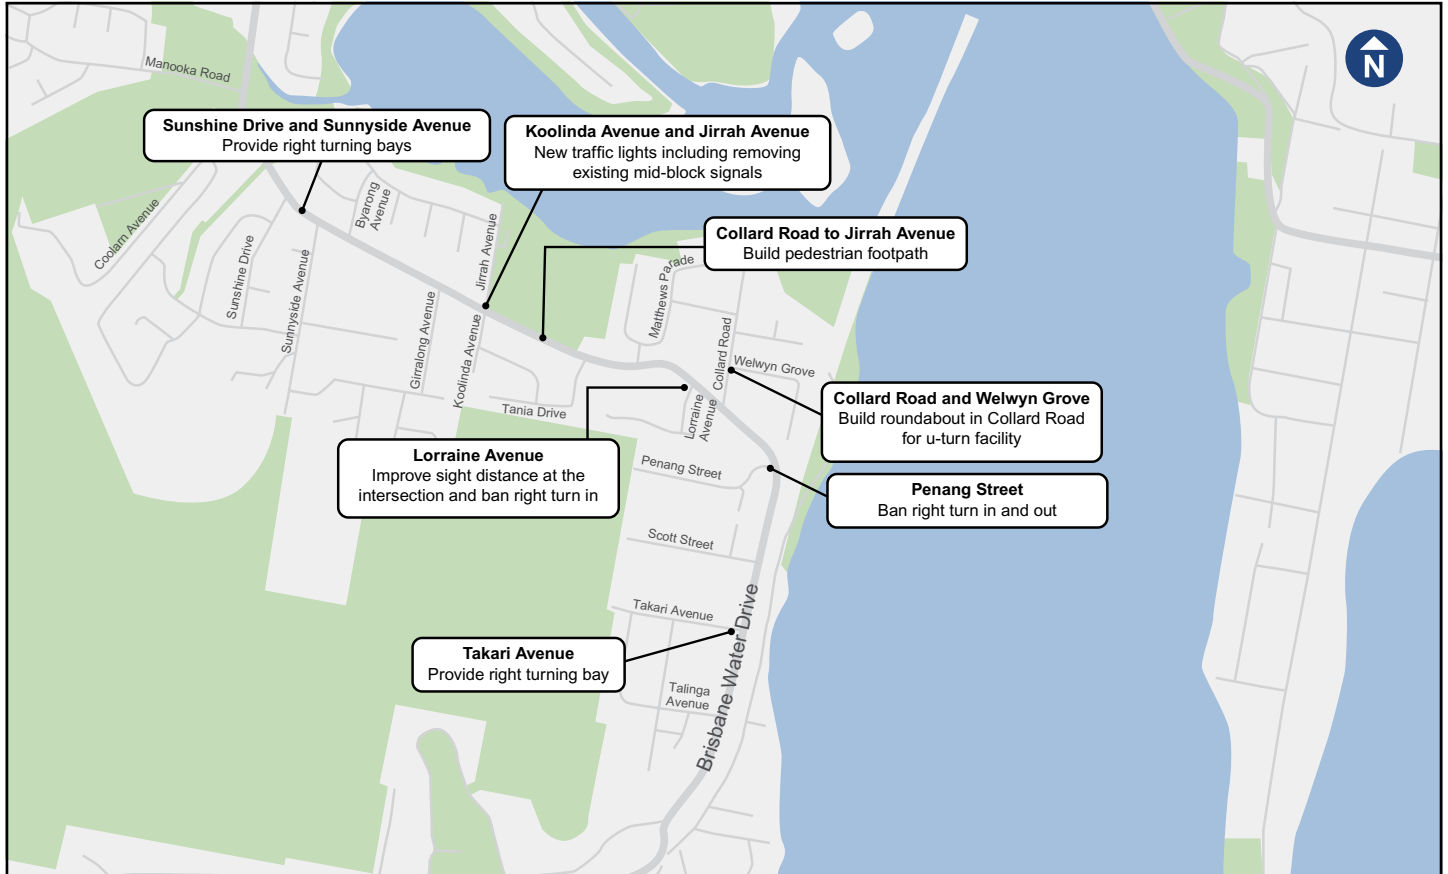 Manooka Road
N
Sunshine Drive and Sunnyside Avenue
Provide right turning bays
Koolinda Avenue and Jirrah Avenue
New traffic lights including removing
existing mid-block signals
Byarong
Avenue
Coolarn Avenue
Sunshine Drive
Sunnyside Avenue
Jirrah Avenue
Collard Road to Jirrah Avenue
Build pedestrian footpath
Matthews Parade
Girralong Avenue
Koolinda Avenue
Collard Road
Welwyn Grove
Tania Drive
Lorraine
Avenue
Collard Road and Welwyn Grove
Build roundabout in Collard Road
for u-turn facility
Lorraine Avenue
Improve sight distance at the
intersection and ban right turn in
Penang Street
Penang Street
Ban right turn in and out
Scott Street
Takari Avenue
Takari Avenue
Provide right turning bay
Talinga
Avenue
Brisbane Water Drive